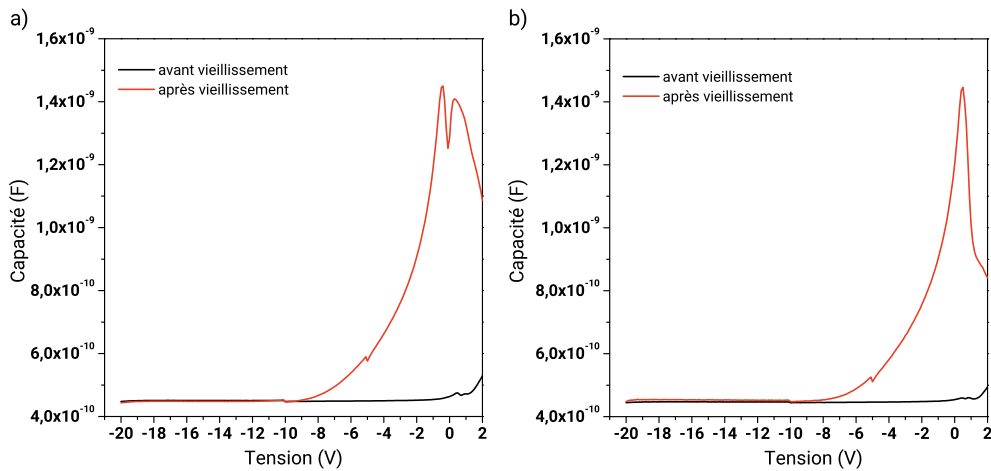 a)
1,6x10⁻⁹
1,4x10⁻⁹
1,2x10⁻⁹
1,0x10⁻⁹
8,0x10⁻¹⁰
6,0x10⁻¹⁰
4,0x10⁻¹⁰
Capacité (F)
avant vieillissement
après vieillissement
-20 -18 -16 -14 -12 -10 -8 -6 -4 -2 0 2
Tension (V)
b)
1,6x10⁻⁹
1,4x10⁻⁹
1,2x10⁻⁹
1,0x10⁻⁹
8,0x10⁻¹⁰
6,0x10⁻¹⁰
4,0x10⁻¹⁰
Capacité (F)
avant vieillissement
après vieillissement
-20 -18 -16 -14 -12 -10 -8 -6 -4 -2 0 2
Tension (V)